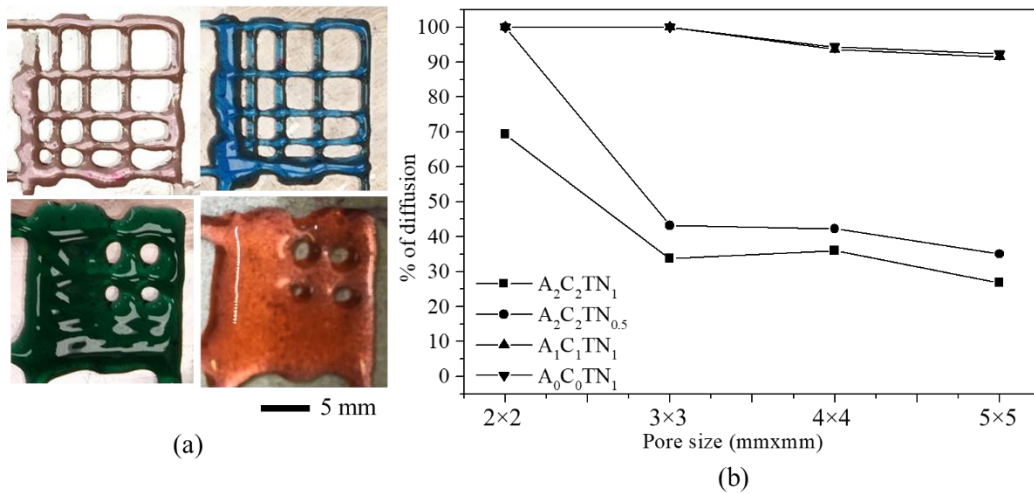 5 mm
(a)
% of diffusion
100
90
80
70
60
50
40
30
20
10
0
A₂C₂TN₁
A₂C₂TN₀.₅
A₁C₁TN₁
A₀C₀TN₁
2×2
3×3
4×4
5×5
Pore size (mmxmm)
(b)